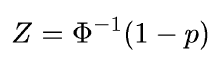 Z = Φ⁻¹(1 − p)